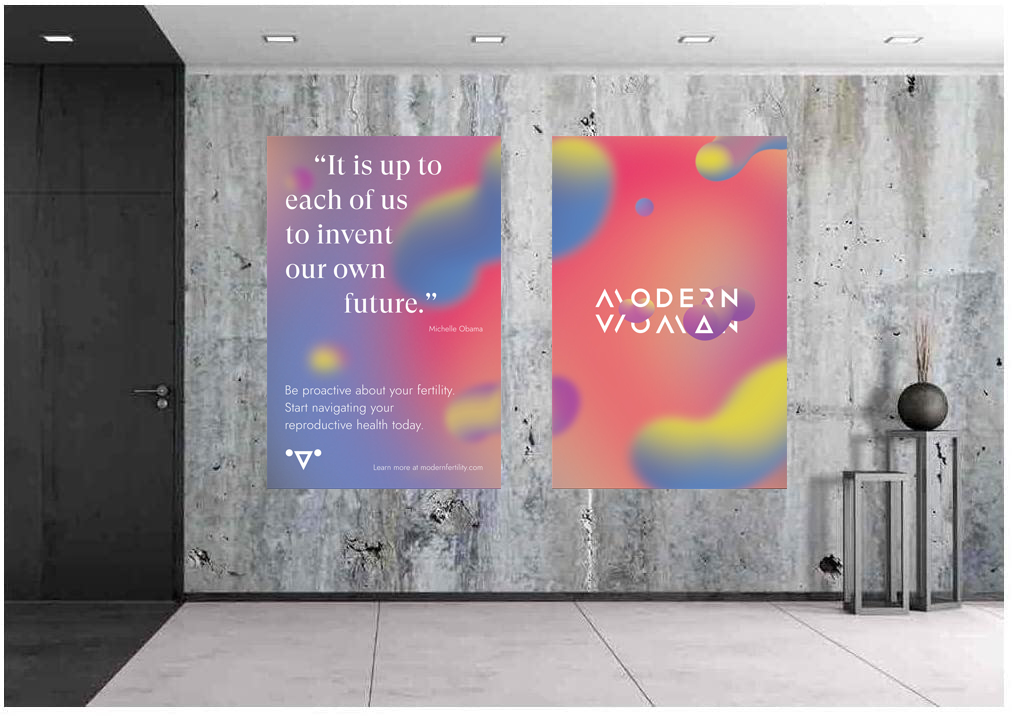 “It is up to
each of us
to invent
our own
future.”
Michelle Obama
Be proactive about your fertility.
Start navigating your
reproductive health today.
Learn more at modernfertility.com
MODERN
WOMAN